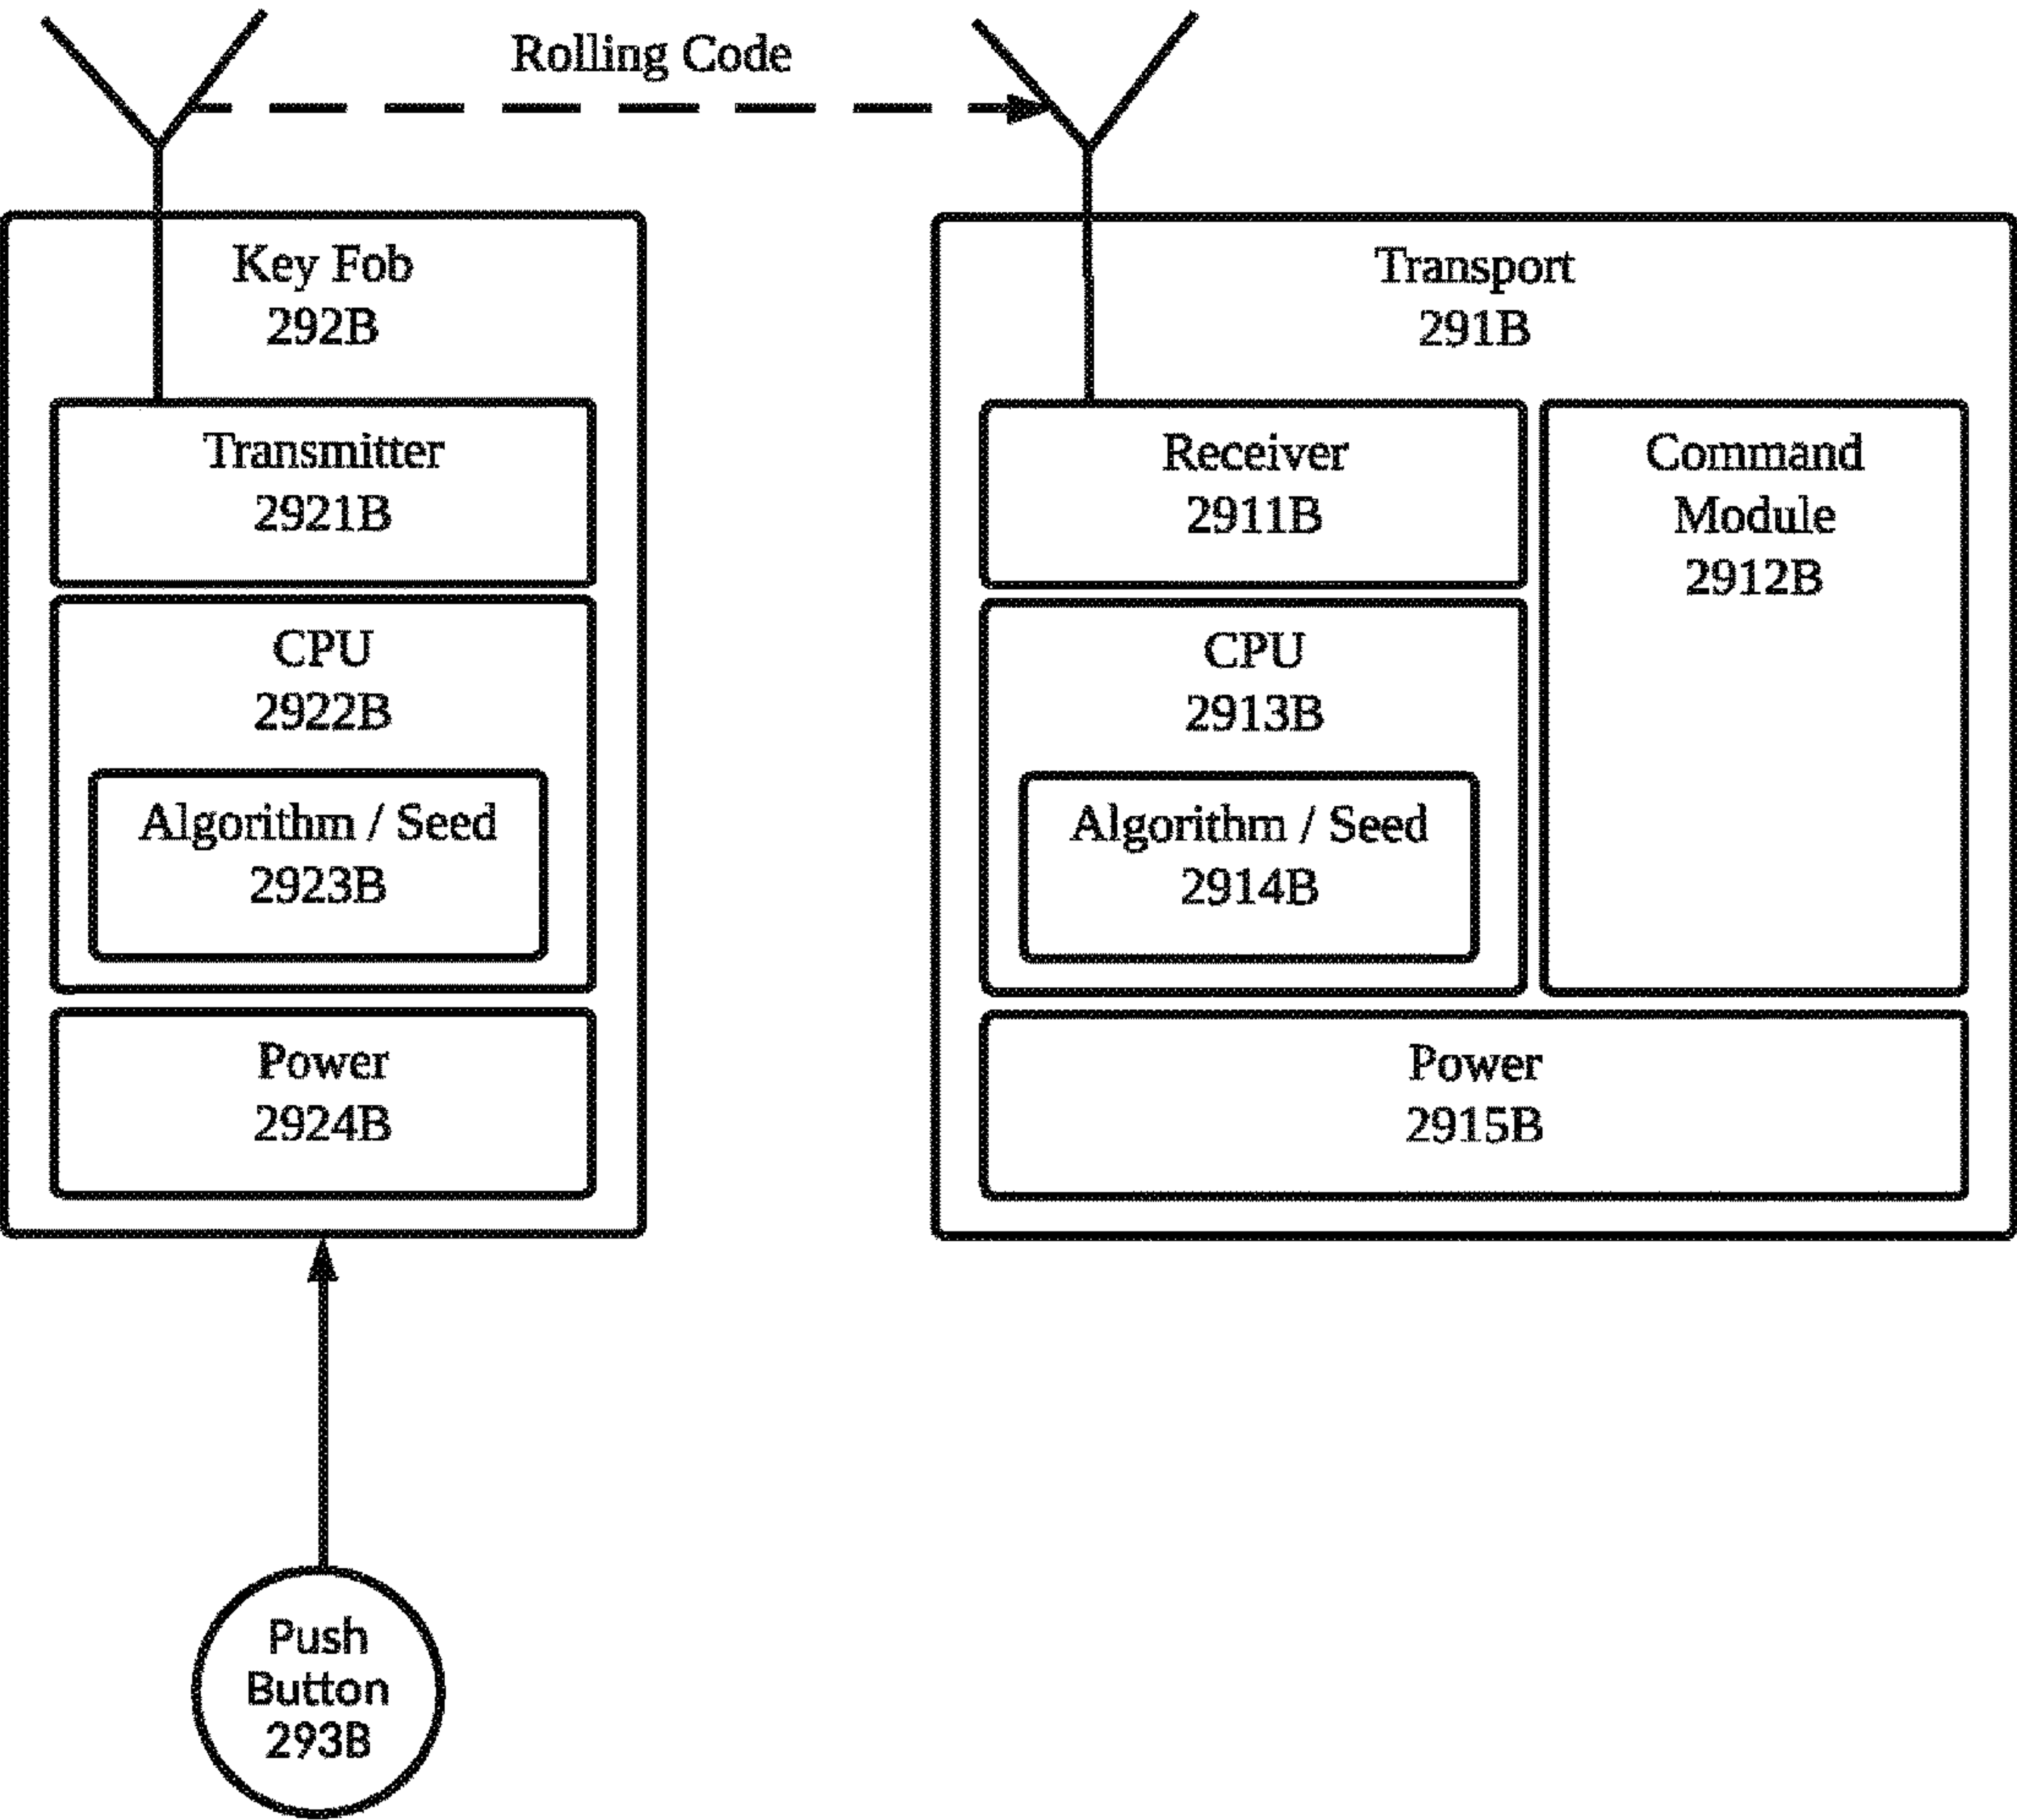 Rolling Code
Key Fob
292B
Transmitter
2921B
CPU
2922B
Algorithm / Seed
2923B
Power
2924B
Push
Button
293B
Transport
291B
Receiver
2911B
Command
Module
2912B
CPU
2913B
Algorithm / Seed
2914B
Power
2915B